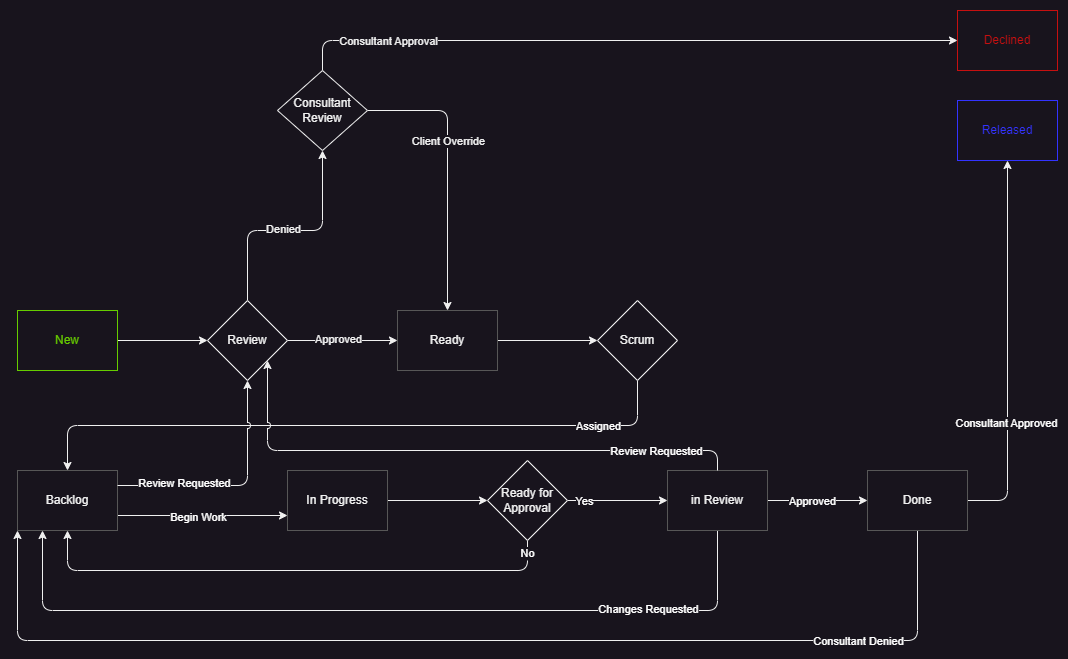 Consultant Approval
Declined
Consultant
Review
Client Override
Released
Denied
New
Review
Approved
Ready
Scrum
Assigned
Consultant Approved
Review Requested
Review Requested
Backlog
Begin Work
In Progress
Ready for
Approval
Yes
in Review
Approved
Done
No
Changes Requested
Consultant Denied